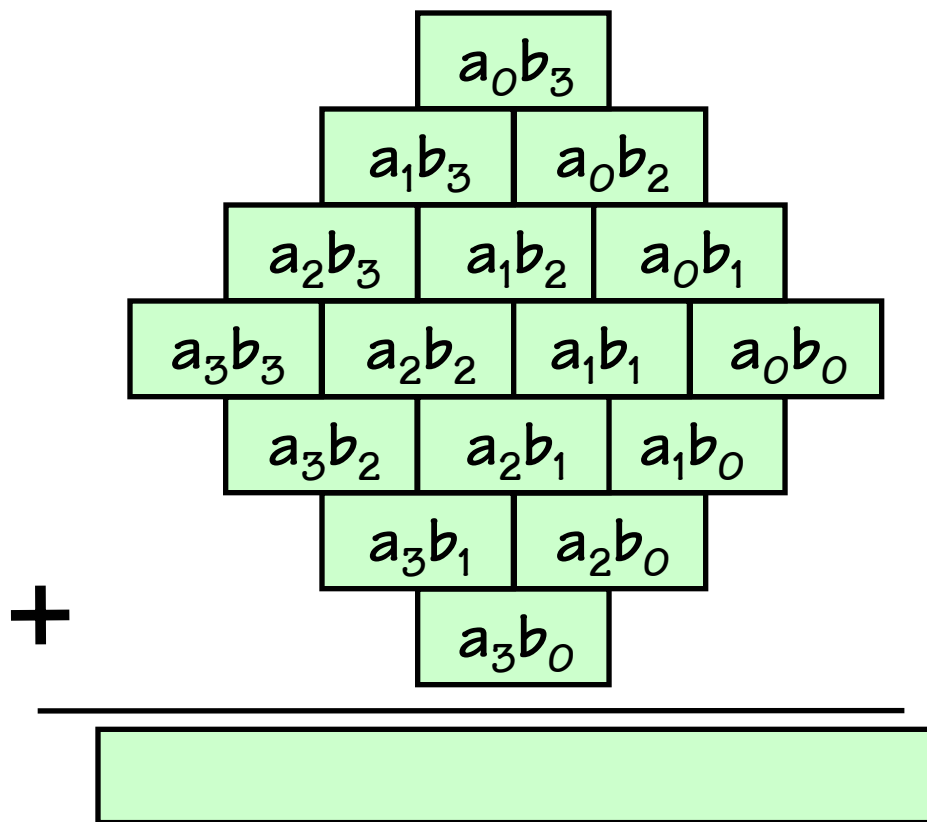 a₀b₃
a₁b₃ a₀b₂
a₂b₃ a₁b₂ a₀b₁
a₃b₃ a₂b₂ a₁b₁ a₀b₀
a₃b₂ a₂b₁ a₁b₀
a₃b₁ a₂b₀
+
a₃b₀